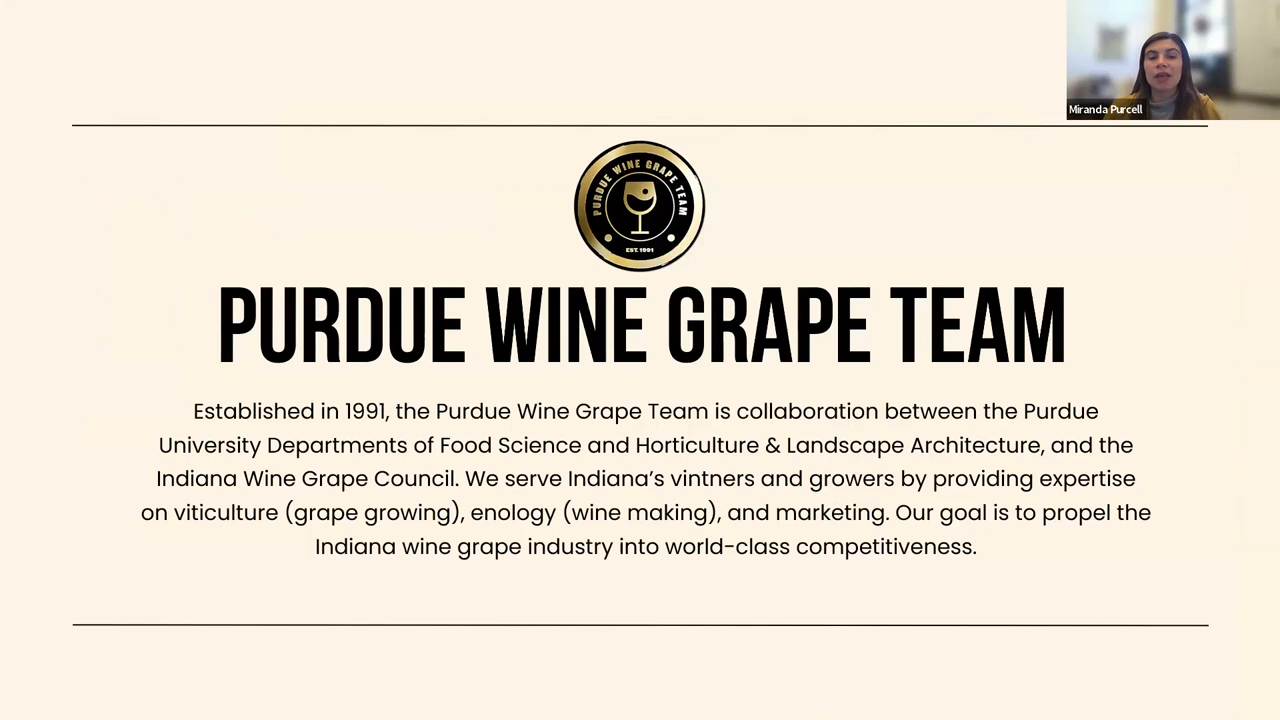 Miranda Purcell
PURDUE WINE GRAPE TEAM
EST. 1991
PURDUE WINE GRAPE TEAM
Established in 1991, the Purdue Wine Grape Team is collaboration between the Purdue
University Departments of Food Science and Horticulture & Landscape Architecture, and the
Indiana Wine Grape Council. We serve Indiana’s vintners and growers by providing expertise
on viticulture (grape growing), enology (wine making), and marketing. Our goal is to propel the
Indiana wine grape industry into world-class competitiveness.